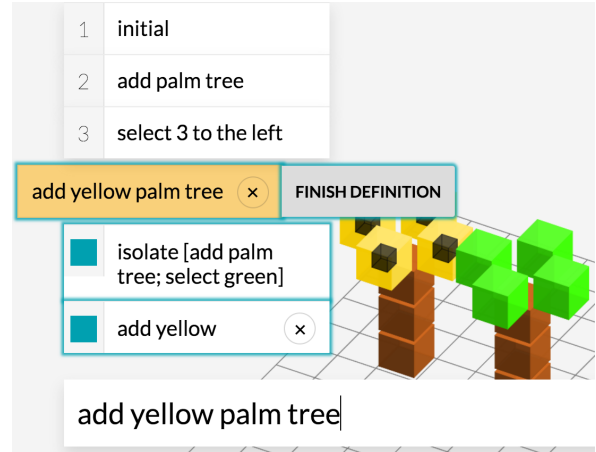 1 initial
2 add palm tree
3 select 3 to the left
add yellow palm tree × FINISH DEFINITION
isolate [add palm
tree; select green]
add yellow ×
add yellow palm tree